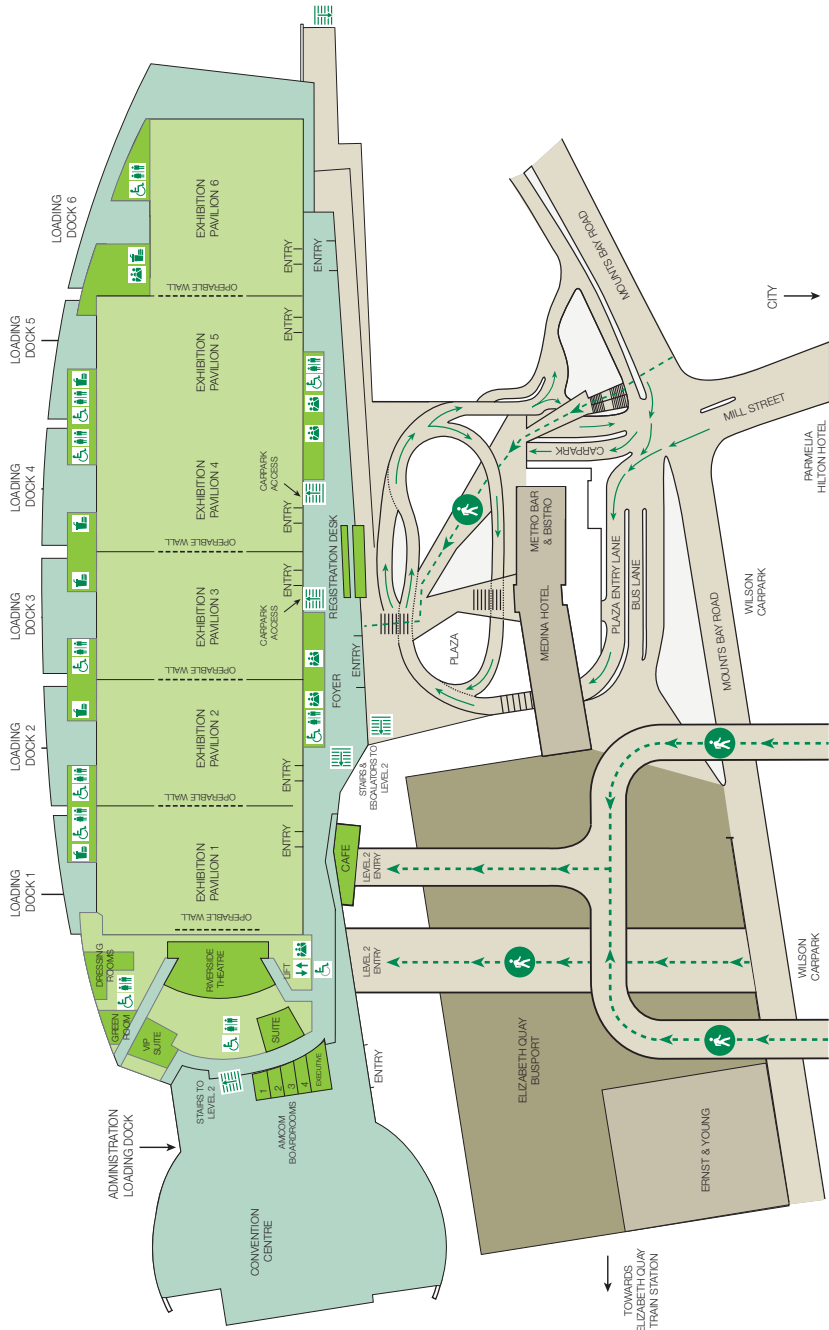 LOADING
DOCK 1
LOADING
DOCK 2
LOADING
DOCK 3
LOADING
DOCK 4
LOADING
DOCK 5
LOADING
DOCK 6
ADMINISTRATION
LOADING DOCK
DRESSING
ROOMS
GREEN
ROOM
VIP
SUITE
RIVERSIDE
THEATRE
LIFT
SUITE
STAIRS TO
LEVEL 2
1
2
3
4
EXECUTIVE
AMCOM
BOARDROOMS
CONVENTION
CENTRE
ENTRY
OPERABLE WALL
EXHIBITION
PAVILION 1
ENTRY
OPERABLE WALL
EXHIBITION
PAVILION 2
ENTRY
OPERABLE WALL
EXHIBITION
PAVILION 3
ENTRY
OPERABLE WALL
EXHIBITION
PAVILION 4
ENTRY
EXHIBITION
PAVILION 5
ENTRY
OPERABLE WALL
EXHIBITION
PAVILION 6
ENTRY
ENTRY
CARPARK
ACCESS
CARPARK
ACCESS
REGISTRATION DESK
FOYER
ENTRY
STAIRS &
ESCALATORS TO
LEVEL 2
CAFE
LEVEL 2
ENTRY
LEVEL 2
ENTRY
PLAZA
METRO BAR
& BISTRO
MEDINA HOTEL
CARPARK
PLAZA ENTRY LANE
BUS LANE
MOUNTS BAY ROAD
MOUNTS BAY ROAD
MILL STREET
CITY
PARMELIA
HILTON HOTEL
WILSON
CARPARK
WILSON
CARPARK
ELIZABETH QUAY
BUSPORT
ERNST & YOUNG
TOWARDS
ELIZABETH QUAY
TRAIN STATION